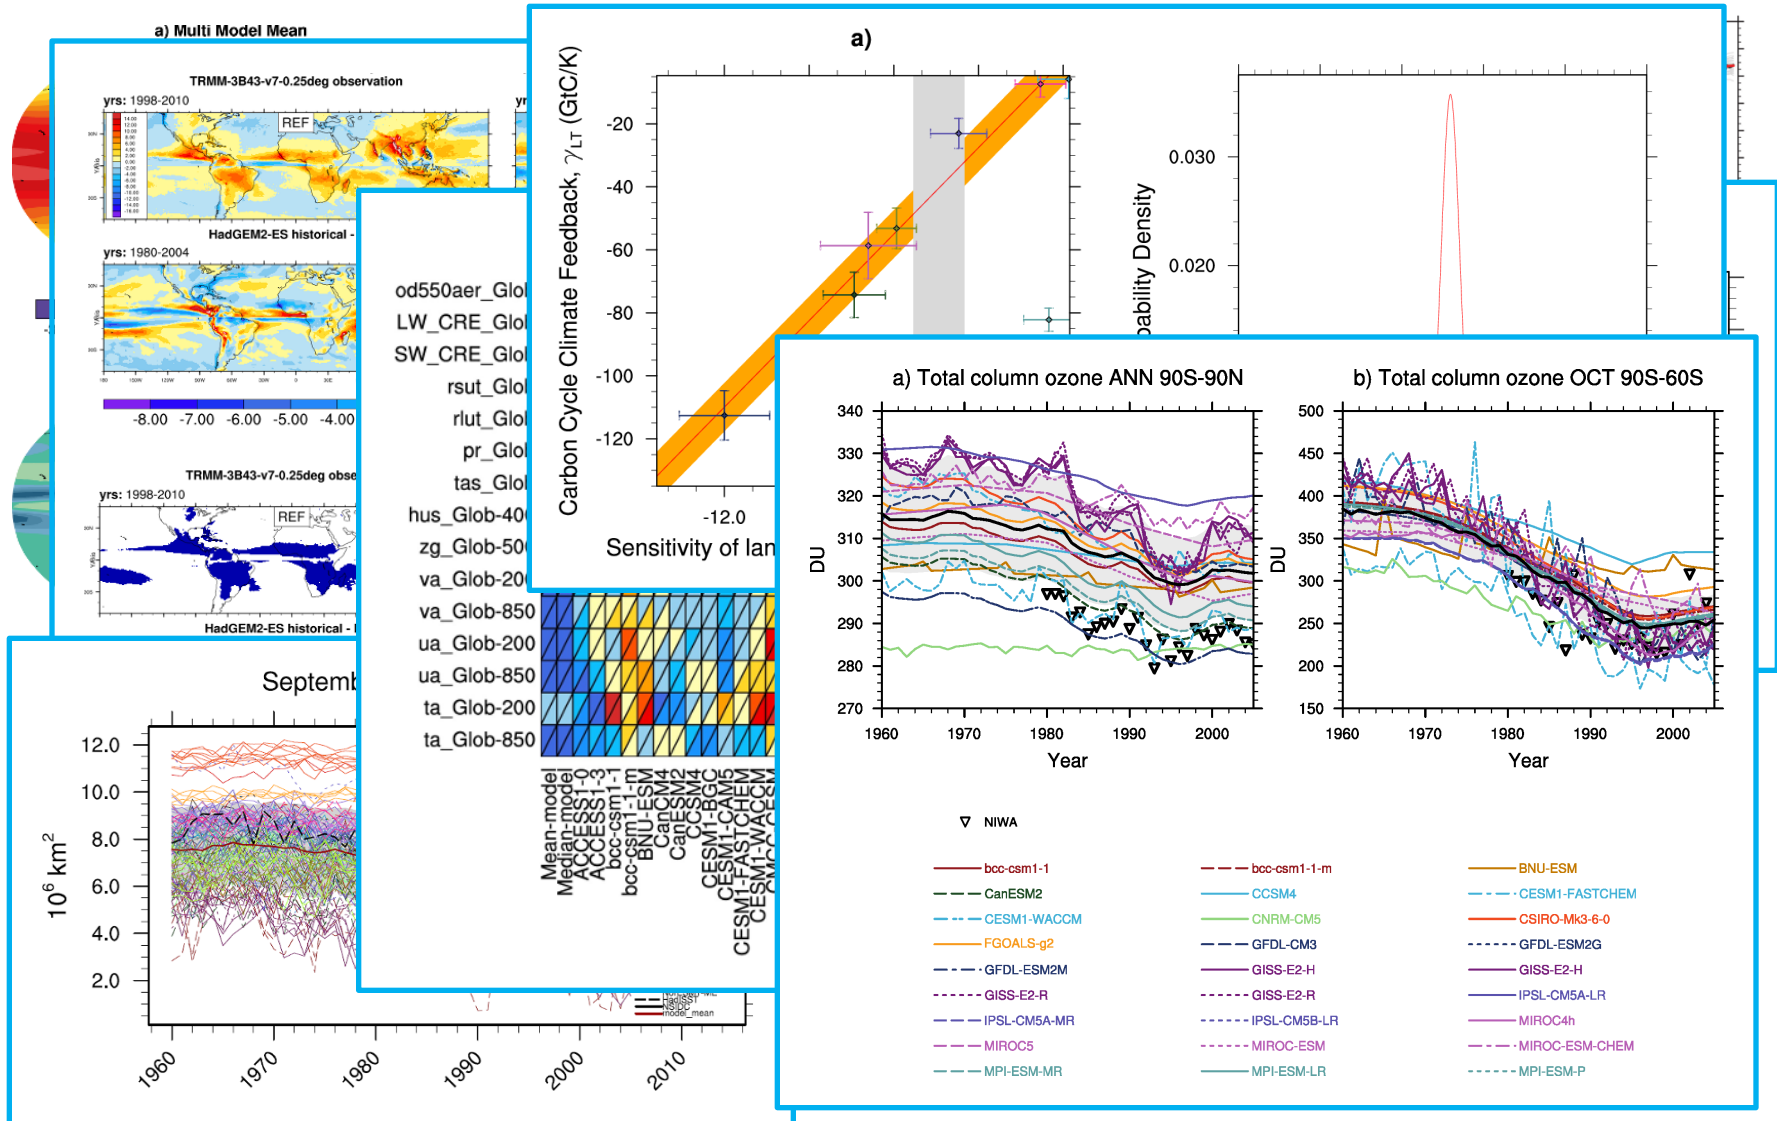 a) Multi Model Mean
TRMM-3B43-v7-0.25deg observation
yrs: 1998-2010
REF
HadGEM2-ES historical -
yrs: 1980-2004
-8.00 -7.00 -6.00 -5.00 -4.00
TRMM-3B43-v7-0.25deg obse
yrs: 1998-2010
REF
HadGEM2-ES historical -
Septemb
12.0
10.0
8.0
6.0
4.0
2.0
10^6 km^2
1960 1970 1980 1990 2000 2010
HadISST
NSIDC
model_mean
od550aer_Glo
LW_CRE_Glo
SW_CRE_Glo
rsut_Glo
rlut_Glo
pr_Glo
tas_Glo
hus_Glob-40
zg_Glob-50
va_Glob-20
va_Glob-850
ua_Glob-200
ua_Glob-850
ta_Glob-200
ta_Glob-850
Mean-model
Median-model
ACCESS1-0
ACCESS1-3
bcc-csm1-1
bcc-csm1-1-m
BNU-ESM
CanCM4
CanESM2
CCSM4
CESM1-BGC
CESM1-CAM5
CESM1-FASTCHEM
CESM1-WACCM
a)
Carbon Cycle Climate Feedback, γLT (GtC/K)
-20
-40
-60
-80
-100
-120
-12.0
Sensitivity of lan
bability Density
0.030
0.020
a) Total column ozone ANN 90S-90N
DU
340
330
320
310
300
290
280
270
1960 1970 1980 1990 2000
Year
b) Total column ozone OCT 90S-60S
DU
500
450
400
350
300
250
200
150
1960 1970 1980 1990 2000
Year
NIWA
bcc-csm1-1 bcc-csm1-1-m BNU-ESM
CanESM2 CCSM4 CESM1-FASTCHEM
CESM1-WACCM CNRM-CM5 CSIRO-Mk3-6-0
FGOALS-g2 GFDL-CM3 GFDL-ESM2G
GFDL-ESM2M GISS-E2-H GISS-E2-H
GISS-E2-R GISS-E2-R IPSL-CM5A-LR
IPSL-CM5A-MR IPSL-CM5B-LR MIROC4h
MIROC5 MIROC-ESM MIROC-ESM-CHEM
MPI-ESM-MR MPI-ESM-LR MPI-ESM-P